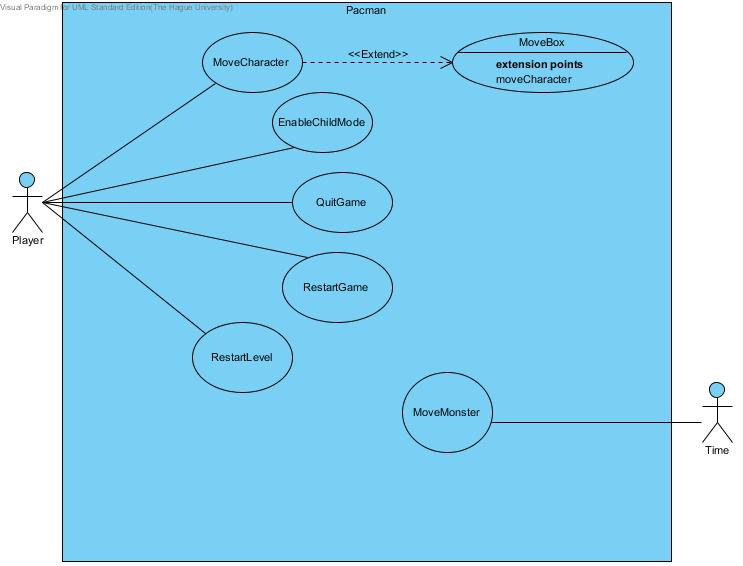 Visual Paradigm for UML Standard Edition(The Hague University)
Pacman
MoveCharacter
<<Extend>>
MoveBox
extension points
moveCharacter
EnableChildMode
QuitGame
Player
RestartGame
RestartLevel
MoveMonster
Time